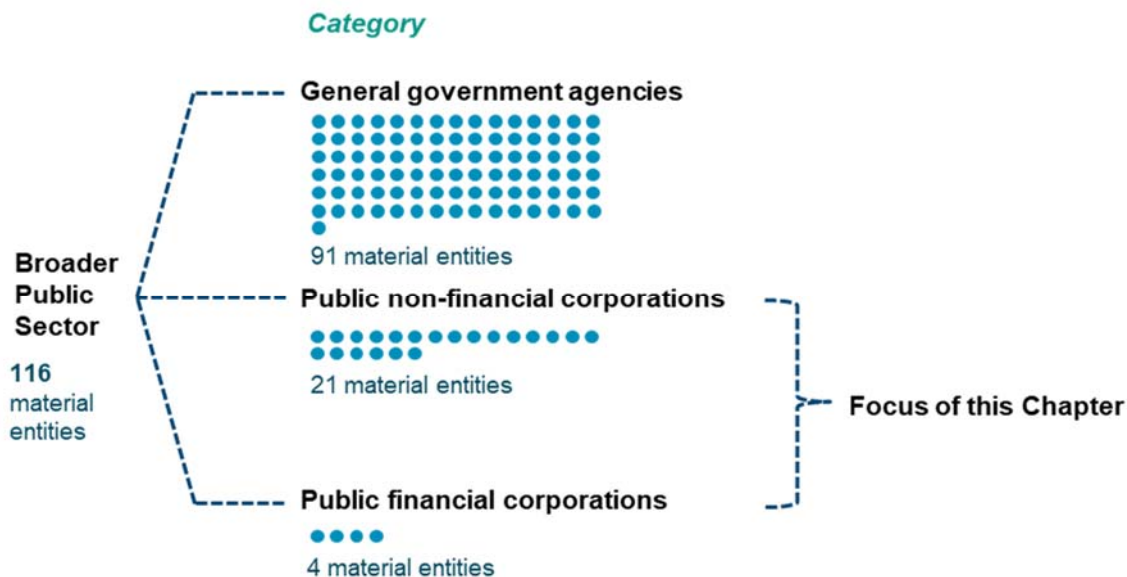 Category
General government agencies
91 material entities
Broader
Public
Sector
116
material
entities
Public non-financial corporations
21 material entities
Focus of this Chapter
Public financial corporations
4 material entities